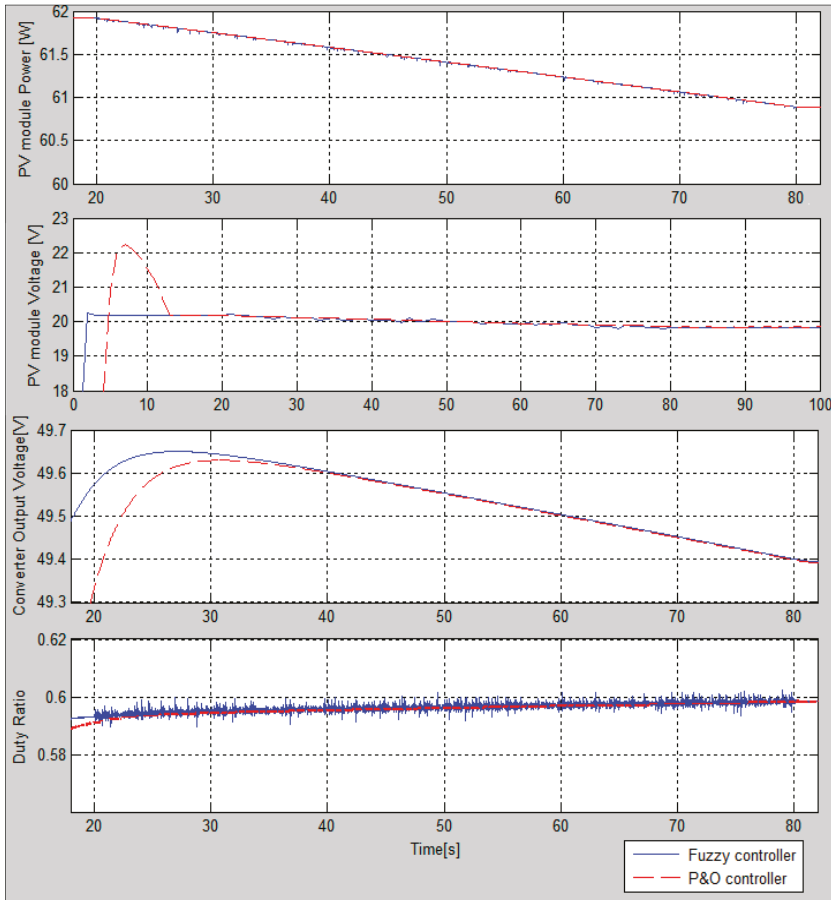 PV module Power [W]
62
61.5
61
60.5
60
20 30 40 50 60 70 80
PV module Voltage [V]
23
22
21
20
19
18
0 10 20 30 40 50 60 70 80 90 100
Converter Output Voltage[V]
49.7
49.6
49.5
49.4
49.3
20 30 40 50 60 70 80
Duty Ratio
0.62
0.6
0.58
20 30 40 50 60 70 80
Time[s]
Fuzzy controller
P&O controller